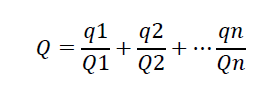 Q = q1/Q1 + q2/Q2 + ⋯ qn/Qn